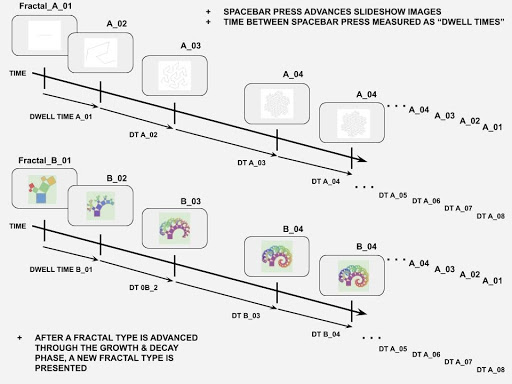 Fractal_A_01
+ SPACEBAR PRESS ADVANCES SLIDESHOW IMAGES
+ TIME BETWEEN SPACEBAR PRESS MEASURED AS “DWELL TIMES”
A_02
A_03
A_04
A_04
TIME
• • •
A_04
A_03
A_02
A_01
DWELL TIME A_01
DT A_02
DT A_03
DT A_04
• • •
DT A_05
DT A_06
DT A_07
DT A_08
Fractal_B_01
B_02
B_03
B_04
B_04
TIME
• • •
A_04
A_03
A_02
A_01
DWELL TIME B_01
DT 0B_2
DT B_03
DT B_04
• • •
DT A_05
DT A_06
DT A_07
DT A_08
+ AFTER A FRACTAL TYPE IS ADVANCED
THROUGH THE GROWTH & DECAY
PHASE, A NEW FRACTAL TYPE IS
PRESENTED